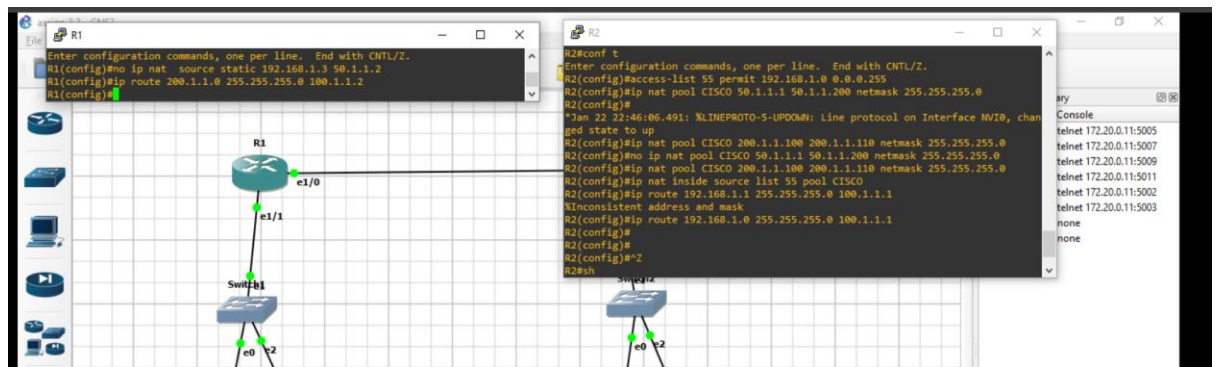 R1
Enter configuration commands, one per line.  End with CNTL/Z.
R1(config)#no ip nat  source static 192.168.1.3 50.1.1.2
R1(config)#ip route 200.1.1.0 255.255.255.0 100.1.1.2
R1(config)#
R2
R2#conf t
Enter configuration commands, one per line.  End with CNTL/Z.
R2(config)#access-list 55 permit 192.168.1.0 0.0.0.255
R2(config)#ip nat pool CISCO 50.1.1.1 50.1.1.200 netmask 255.255.255.0
R2(config)#
*Jan 22 22:46:06.491: %LINEPROTO-5-UPDOWN: Line protocol on Interface NVI0, chan
ged state to up
R2(config)#ip nat pool CISCO 200.1.1.100 200.1.1.110 netmask 255.255.255.0
R2(config)#no ip nat pool CISCO 50.1.1.1 50.1.1.200 netmask 255.255.255.0
R2(config)#ip nat pool CISCO 200.1.1.100 200.1.1.110 netmask 255.255.255.0
R2(config)#ip nat inside source list 55 pool CISCO
R2(config)#ip route 192.168.1.1 255.255.255.0 100.1.1.1
%Inconsistent address and mask
R2(config)#ip route 192.168.1.0 255.255.255.0 100.1.1.1
R2(config)#
R2(config)#
R2(config)#^Z
R2#sh
Console
telnet 172.20.0.11:5005
telnet 172.20.0.11:5007
telnet 172.20.0.11:5009
telnet 172.20.0.11:5011
telnet 172.20.0.11:5002
telnet 172.20.0.11:5003
none
none
R1
e1/0
e1/1
Switch1
e0
e2
Switch2
e0
e2